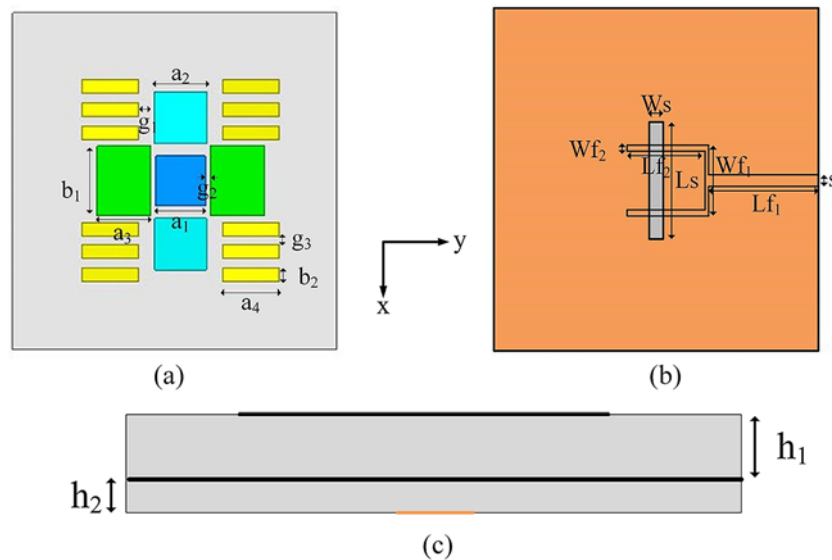 a₂
g₁
b₁
g₂
a₁
a₃
g₃
b₂
a₄
(a)
y
x
Ws
Wf₂
Lf₂
Ls
Wf₁
s
Lf₁
(b)
h₁
h₂
(c)